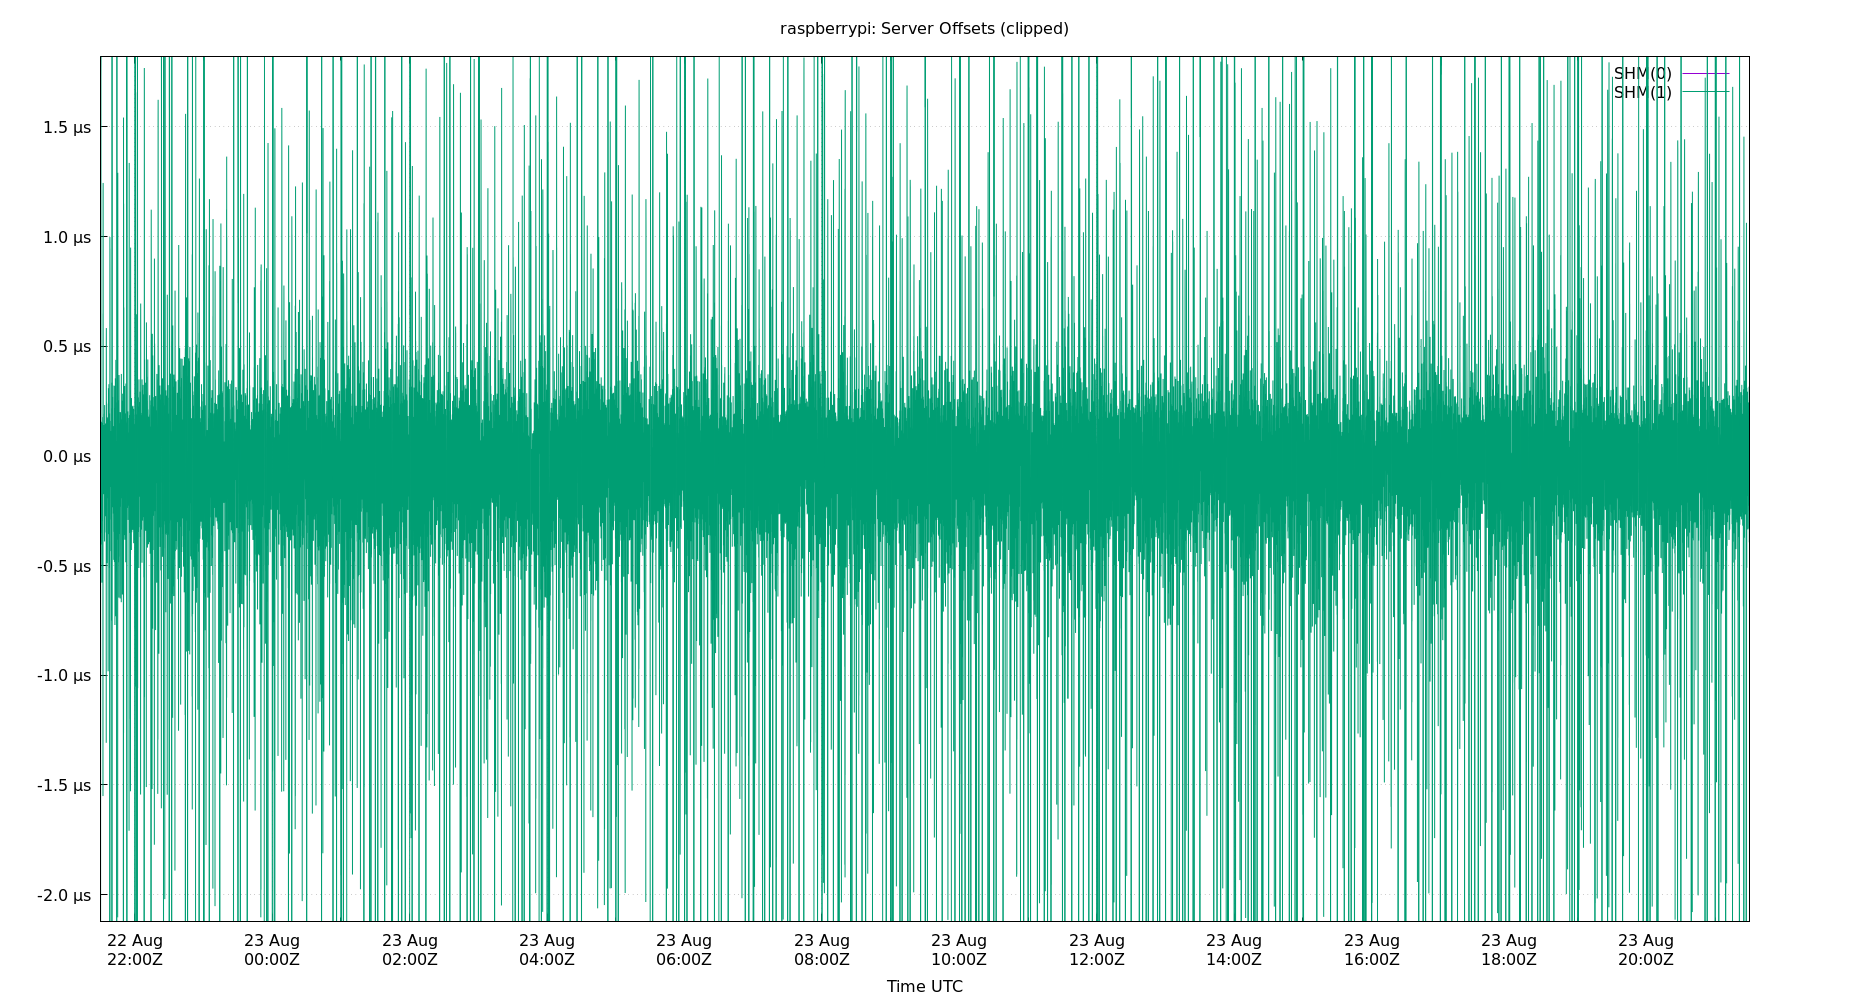 raspberrypi: Server Offsets (clipped)
SHM(0)
SHM(1)
1.5 µs
1.0 µs
0.5 µs
0.0 µs
-0.5 µs
-1.0 µs
-1.5 µs
-2.0 µs
22 Aug 23 Aug 23 Aug 23 Aug 23 Aug 23 Aug 23 Aug 23 Aug 23 Aug 23 Aug 23 Aug 23 Aug
22:00Z 00:00Z 02:00Z 04:00Z 06:00Z 08:00Z 10:00Z 12:00Z 14:00Z 16:00Z 18:00Z 20:00Z
Time UTC